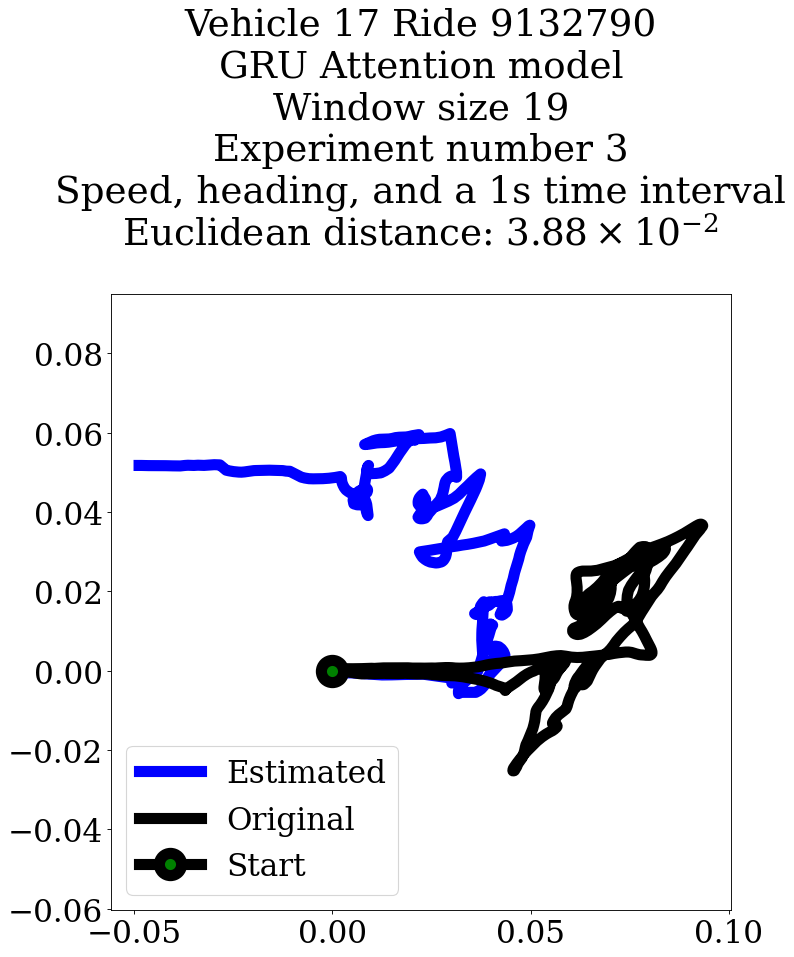 Vehicle 17 Ride 9132790
GRU Attention model
Window size 19
Experiment number 3
Speed, heading, and a 1s time interval
Euclidean distance: 3.88 × 10⁻²
0.08
0.06
0.04
0.02
0.00
−0.02
−0.04
−0.06
Estimated
Original
Start
−0.05 0.00 0.05 0.10